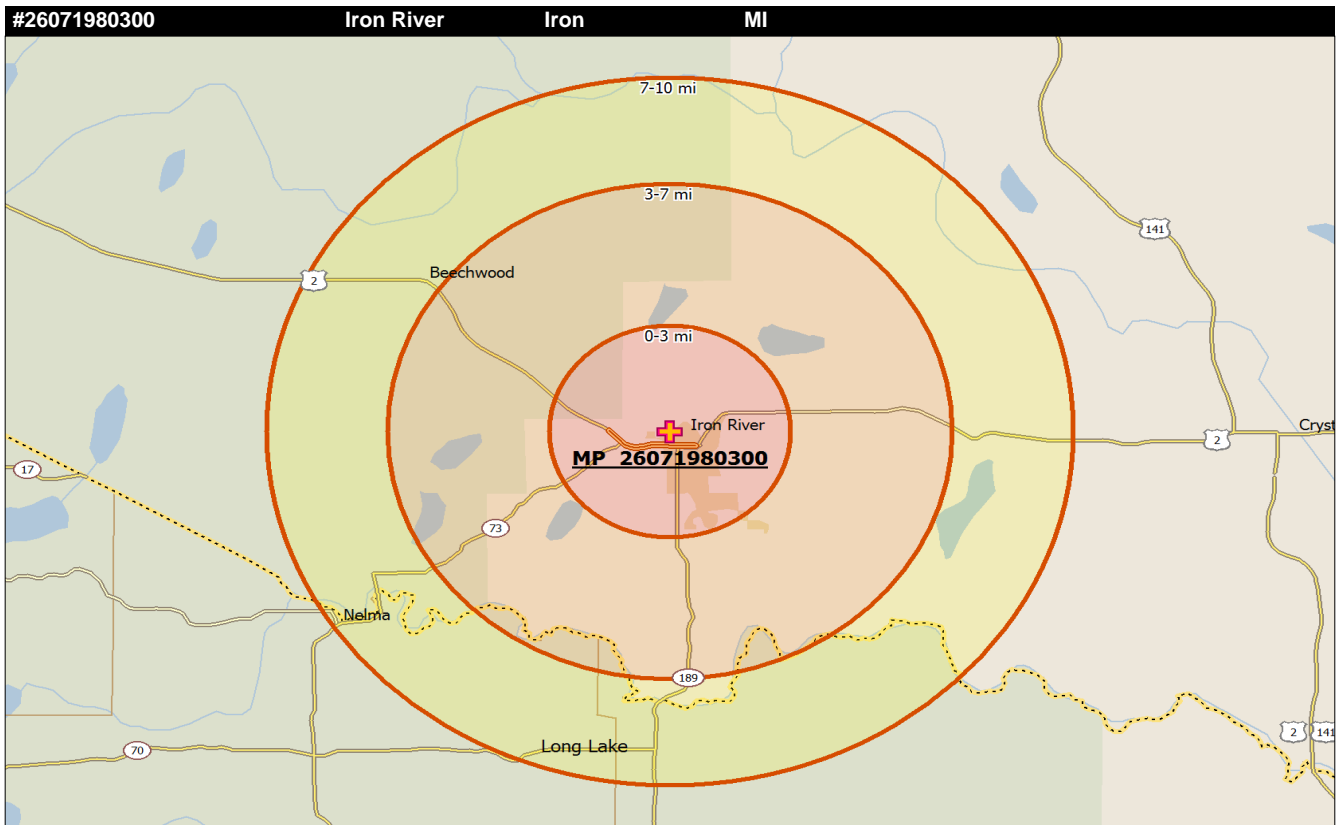 #26071980300 Iron River Iron MI
7-10 mi
3-7 mi
141
Beechwood
2
0-3 mi
Iron River
Cryst
2
MP 26071980300
17
73
Nelma
189
Long Lake
70
2 141